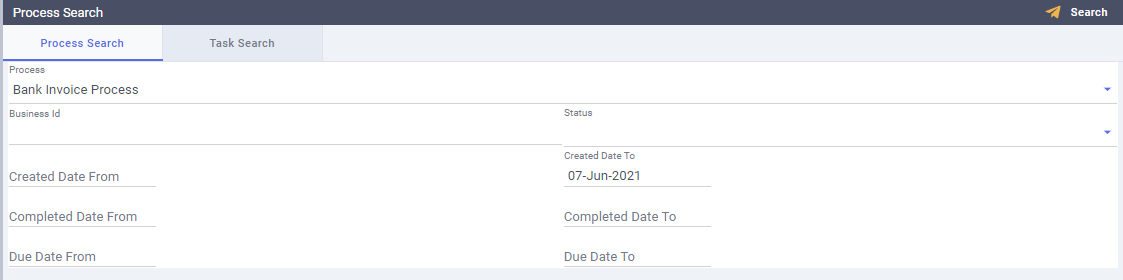 Process Search
Search
Process Search
Task Search
Process
Bank Invoice Process
Business Id
Status
Created Date From
Created Date To
07-Jun-2021
Completed Date From
Completed Date To
Due Date From
Due Date To